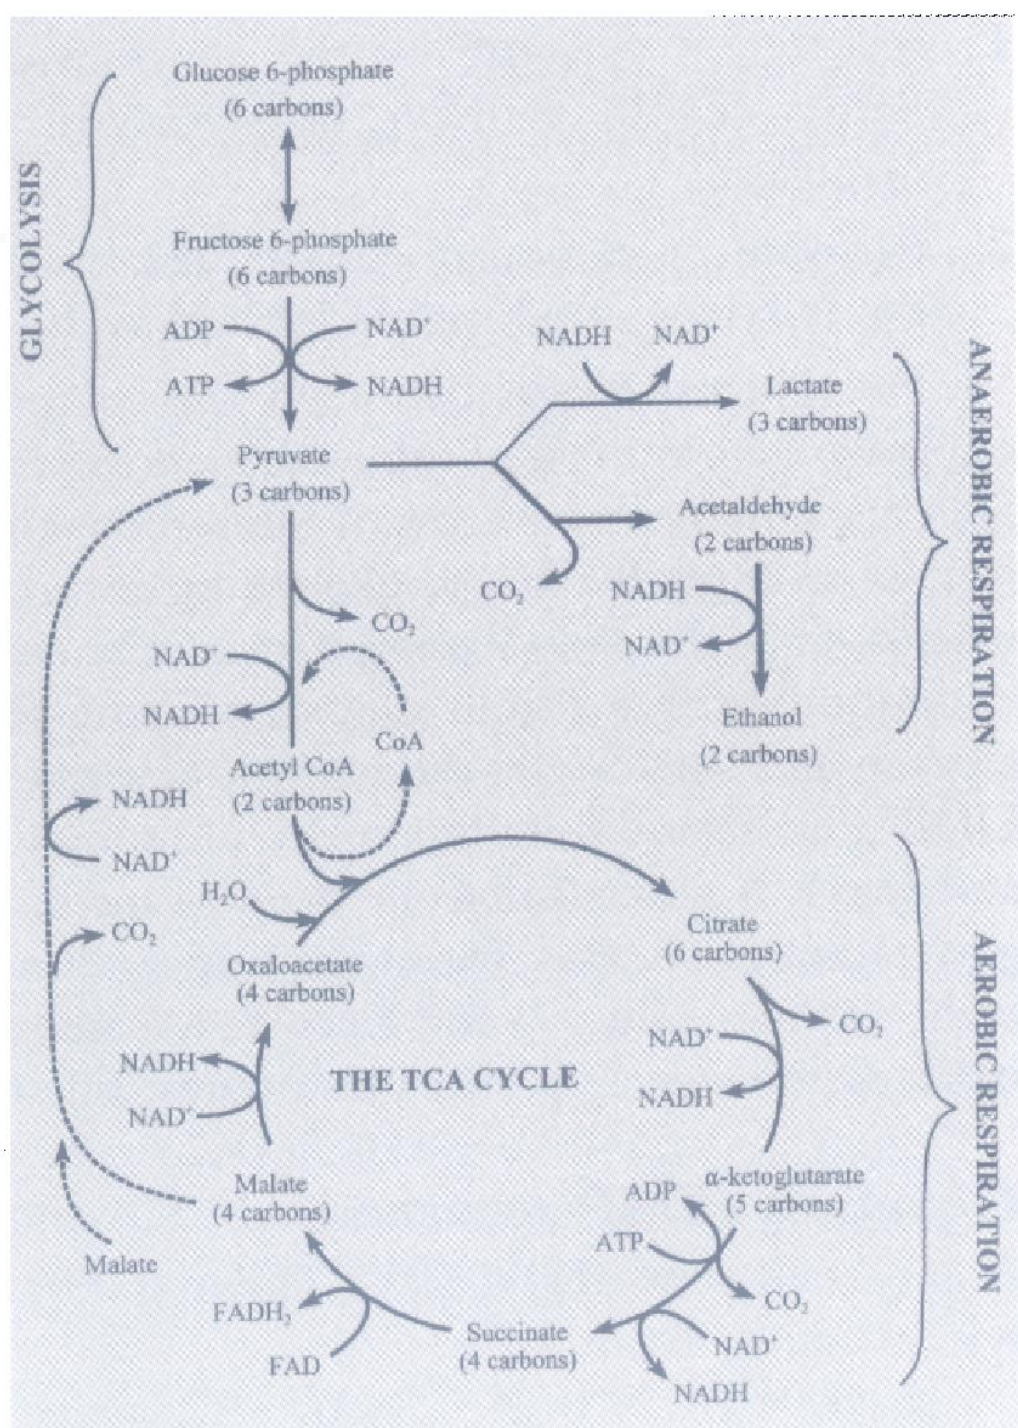 GLYCOLYSIS
Glucose 6-phosphate
(6 carbons)
Fructose 6-phosphate
(6 carbons)
ADP
NAD⁺
ATP
NADH
Pyruvate
(3 carbons)
ANAEROBIC RESPIRATION
NADH
NAD⁺
Lactate
(3 carbons)
Acetaldehyde
(2 carbons)
CO₂
NADH
NAD⁺
Ethanol
(2 carbons)
CO₂
NAD⁺
NADH
CoA
Acetyl CoA
(2 carbons)
NADH
NAD⁺
CO₂
H₂O
AEROBIC RESPIRATION
Citrate
(6 carbons)
Oxaloacetate
(4 carbons)
CO₂
NAD⁺
NADH
THE TCA CYCLE
NADH
NAD⁺
α-ketoglutarate
(5 carbons)
Malate
(4 carbons)
ADP
ATP
CO₂
Malate
FADH₂
FAD
Succinate
(4 carbons)
NAD⁺
NADH